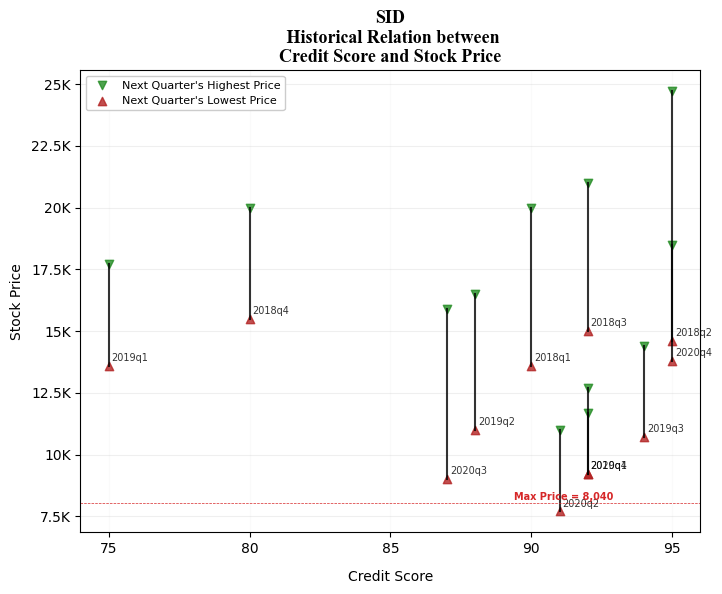 SID
Historical Relation between
Credit Score and Stock Price
Next Quarter's Highest Price
Next Quarter's Lowest Price
25K
22.5K
20K
17.5K
15K
12.5K
10K
7.5K
Stock Price
2018q4
2018q3
2018q2
2020q4
2019q1
2018q1
2019q2
2019q3
2020q3
Max Price = 8,040
2020q2
75
80
85
90
95
Credit Score